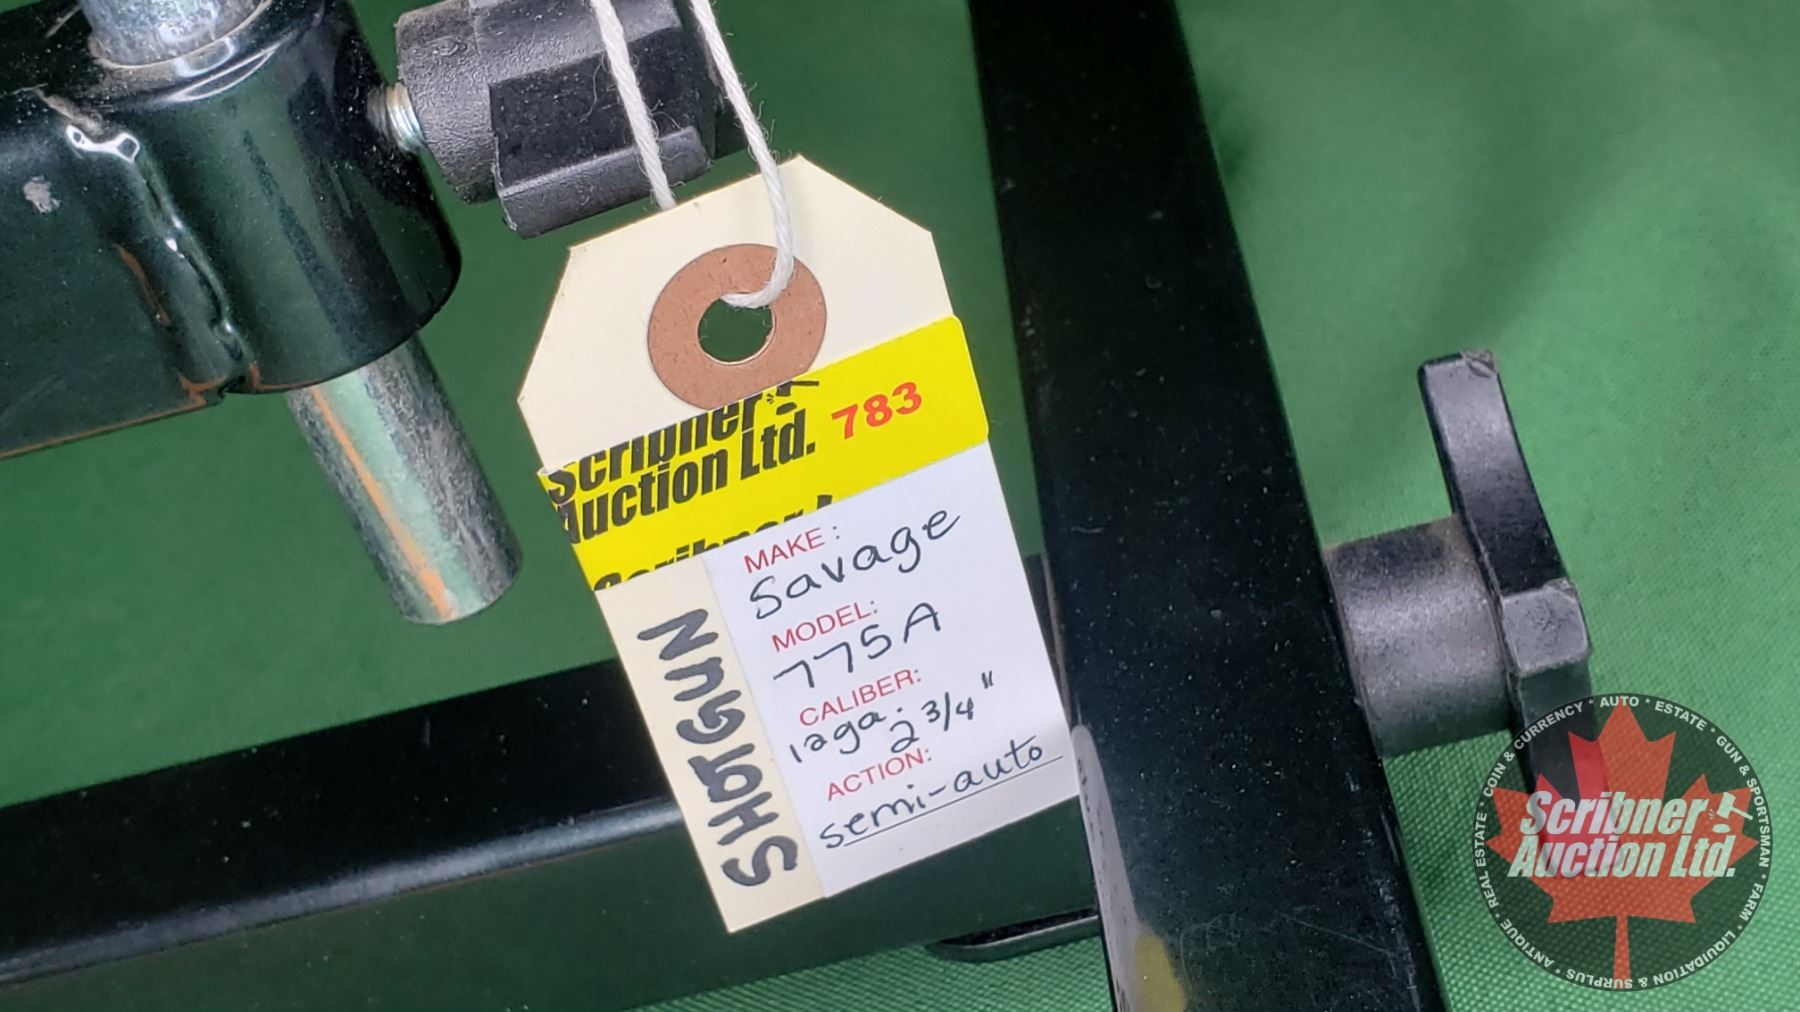 Scribner
Auction Ltd. 783
MAKE:
Savage
MODEL:
775A
CALIBER:
12ga. 2 3/4"
ACTION:
semi-auto
SHotGuN
Scribner
Auction Ltd.
REAL ESTATE * COIN & CURRENCY * AUTO * ESTATE * GUN & SPORTSMAN * FARM * LIQUIDATION & SURPLUS * ANTIQUE *